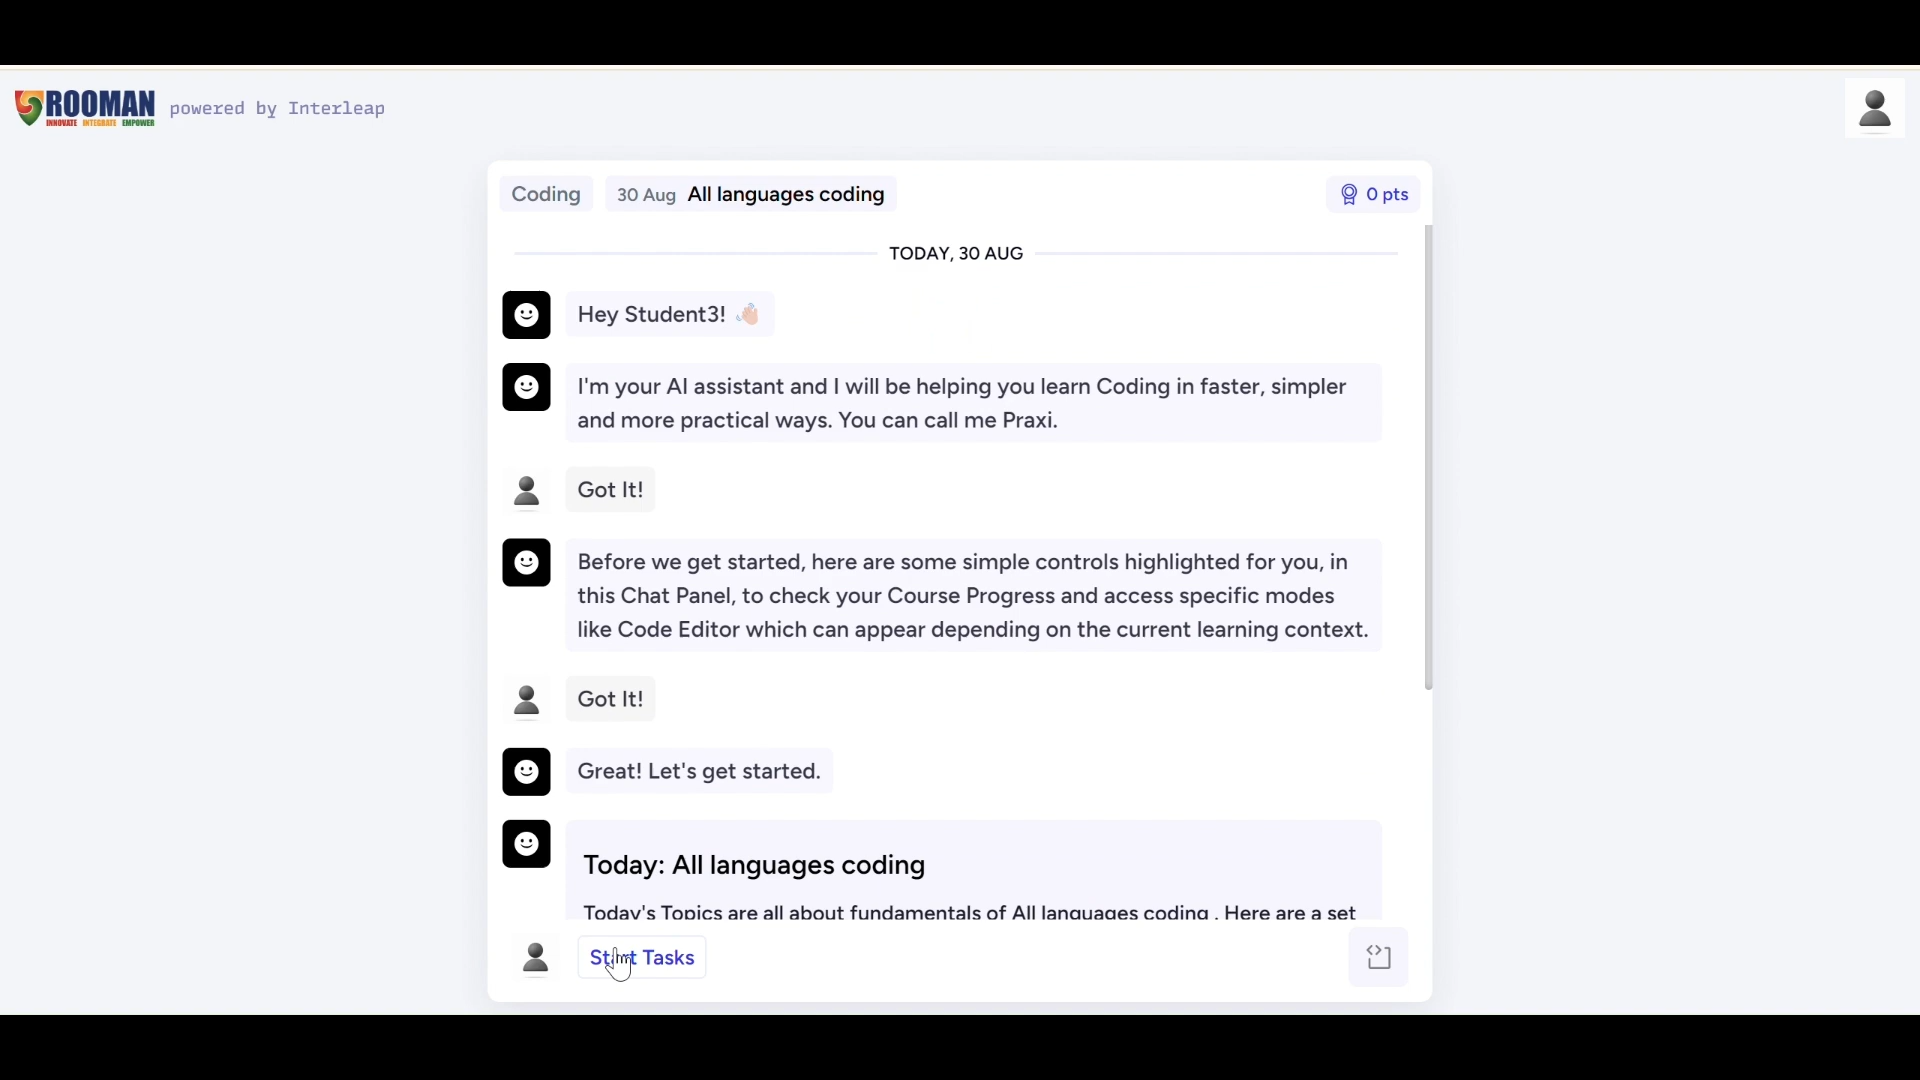 ROOMAN
INNOVATE INTEGRATE EMPOWER
powered by Interleap
Coding
30 Aug All languages coding
0 pts
TODAY, 30 AUG
Hey Student3! 👋🏻
I'm your AI assistant and I will be helping you learn Coding in faster, simpler
and more practical ways. You can call me Praxi.
Got It!
Before we get started, here are some simple controls highlighted for you, in
this Chat Panel, to check your Course Progress and access specific modes
like Code Editor which can appear depending on the current learning context.
Got It!
Great! Let's get started.
Today: All languages coding
Today's Topics are all about fundamentals of All languages coding . Here are a set
Start Tasks